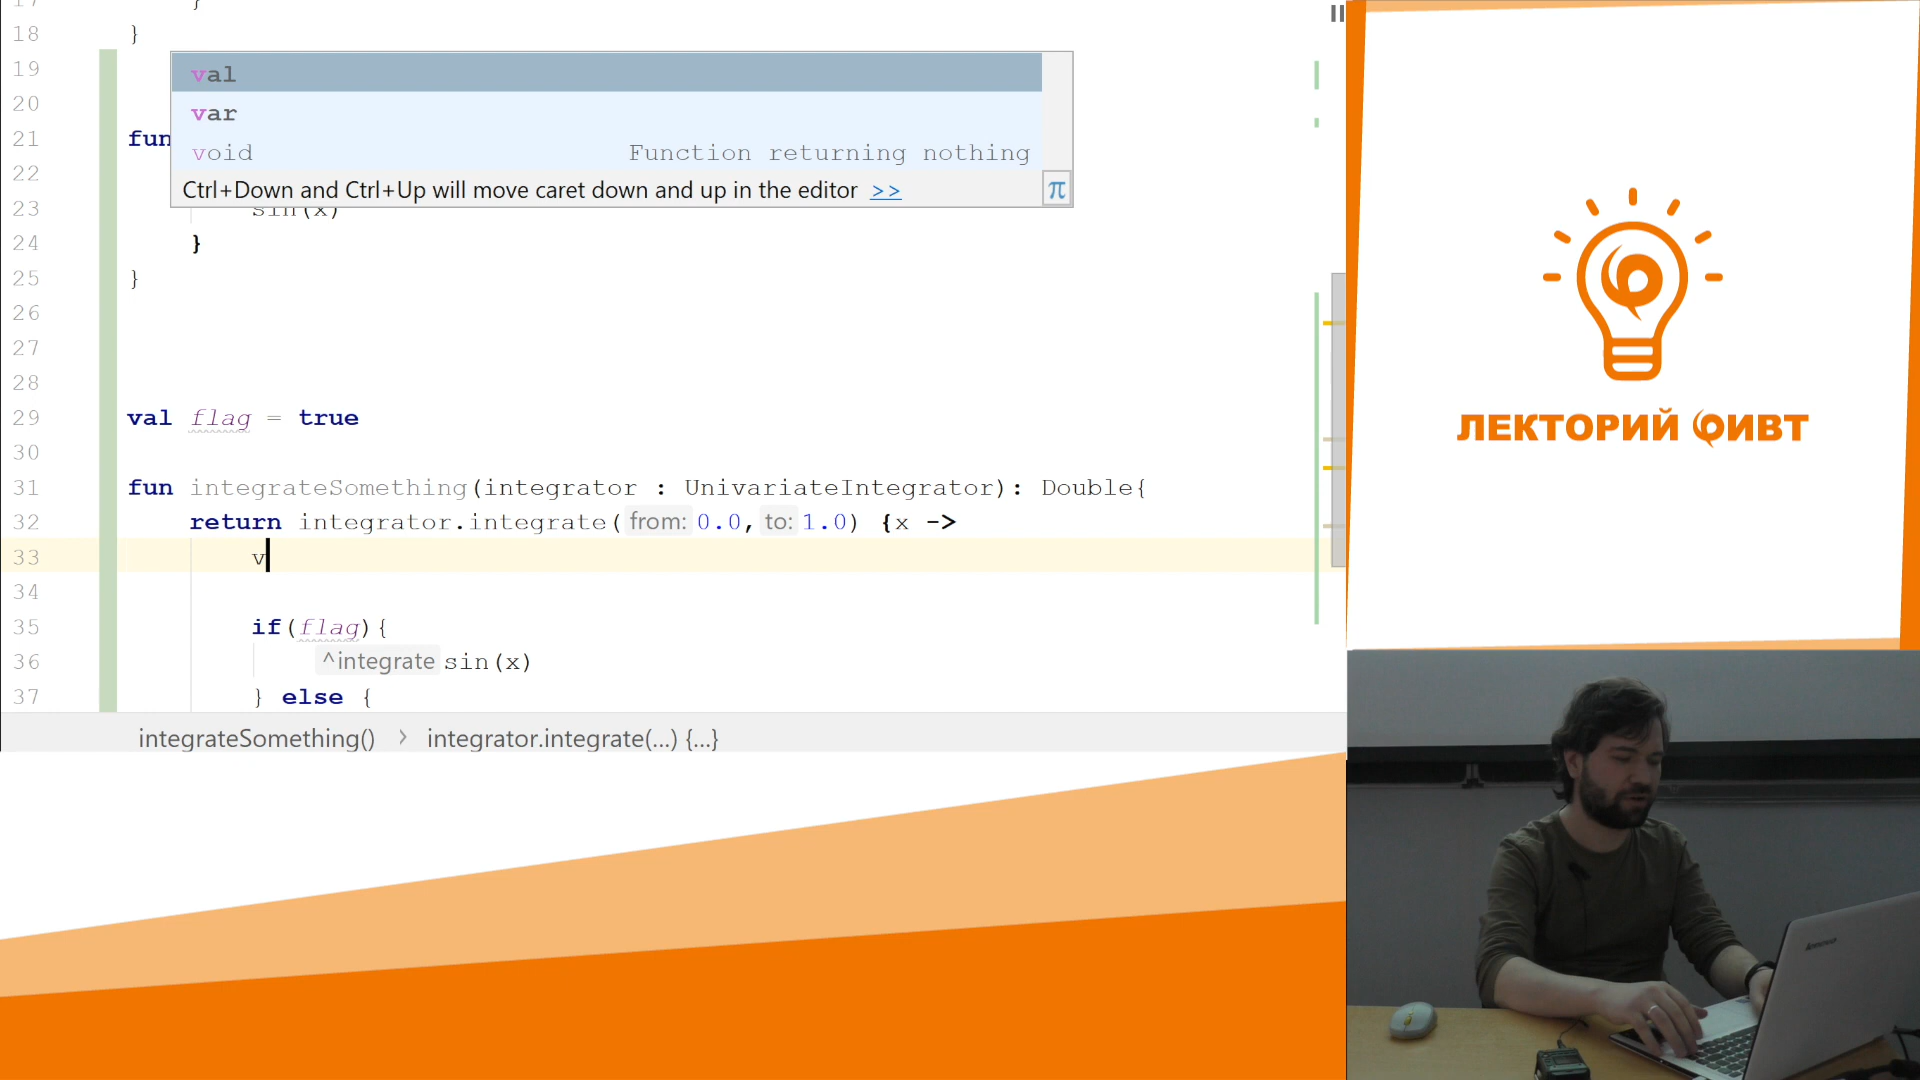 17 }
18 }
19
20
21 fun
22
23 sin(x)
24 }
25 }
26
27
28
29 val flag = true
30
31 fun integrateSomething(integrator : UnivariateIntegrator): Double{
32 return integrator.integrate( from: 0.0, to: 1.0) {x ->
33 v
34
35 if(flag){
36 ^integrate sin(x)
37 } else {
val
var
void Function returning nothing
Ctrl+Down and Ctrl+Up will move caret down and up in the editor >> π
integrateSomething() › integrator.integrate(...) {...}
ЛЕКТОРИЙ ФИВТ